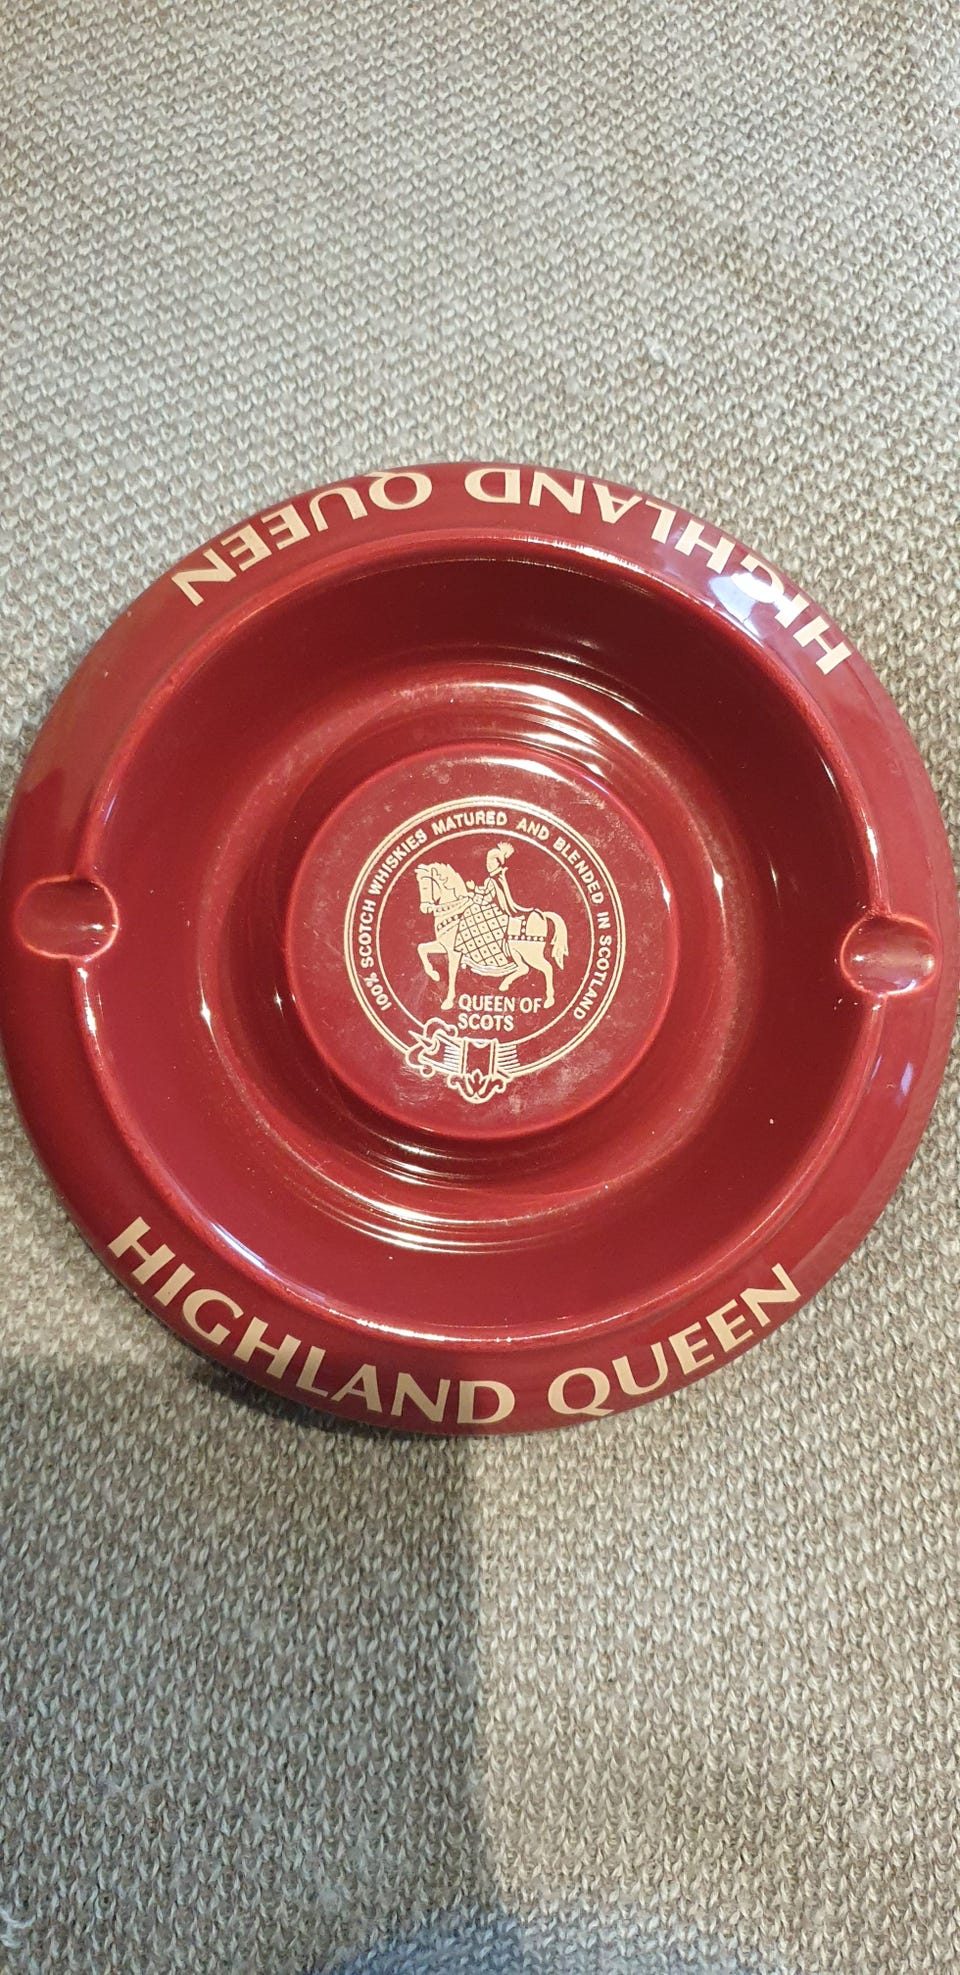 HIGHLAND QUEEN
100% SCOTCH WHISKIES MATURED AND BLENDED IN SCOTLAND
QUEEN OF
SCOTS
HIGHLAND QUEEN